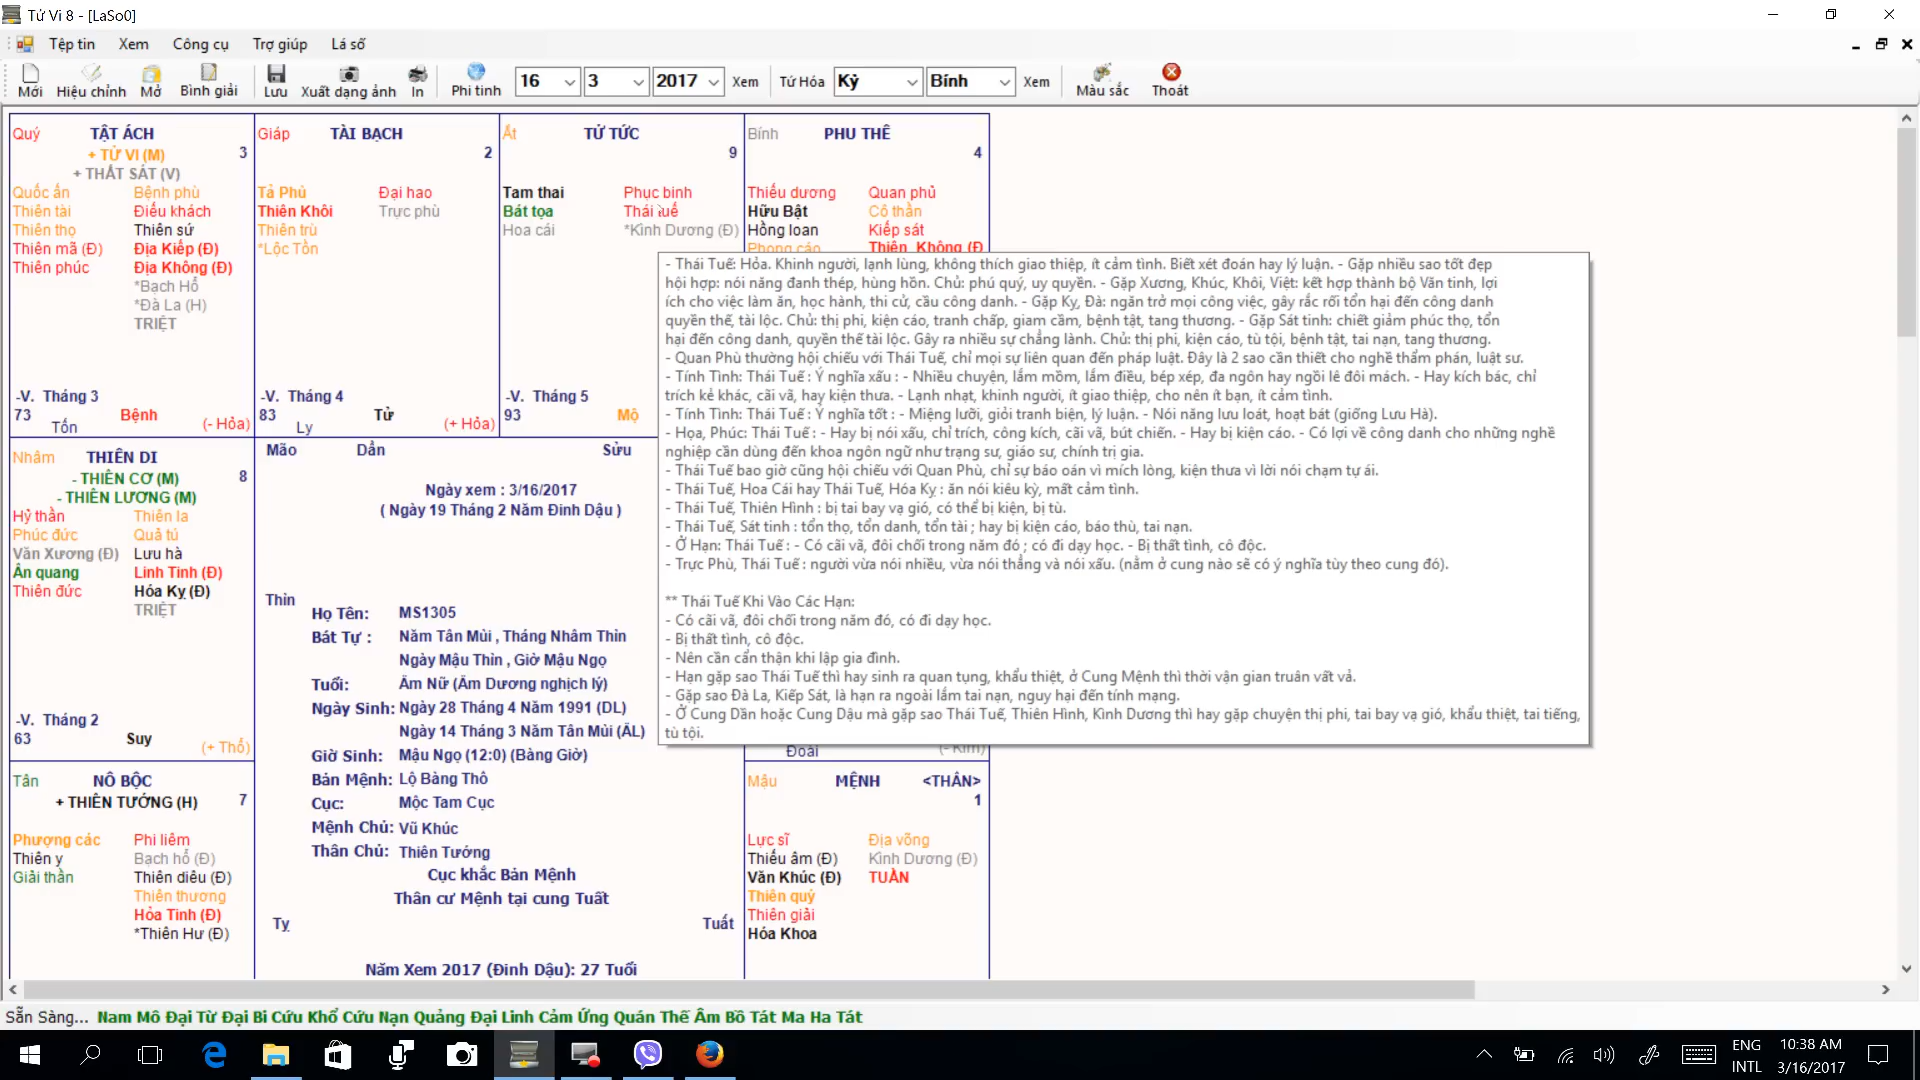 Tử Vi 8 - [LaSo0]
Tệp tin Xem Công cụ Trợ giúp Lá số
Mới Hiệu chỉnh Mở Bình giải Lưu Xuất dạng ảnh In Phi tinh 16 3 2017 Xem Tứ Hóa Kỷ Bính Xem Màu sắc Thoát
Quý TẬT ÁCH
+ TỬ VI (M) 3
+ THẤT SÁT (V)
Quốc ấn Bệnh phù
Thiên tài Điếu khách
Thiên thọ Thiên sứ
Thiên mã (Đ) Địa Kiếp (Đ)
Thiên phúc Địa Không (Đ)
*Bạch Hổ
*Đà La (H)
TRIỆT
-V. Tháng 3
73 Bệnh (- Hỏa)
Tốn
Giáp TÀI BẠCH
2
Tả Phù Đại hao
Thiên Khôi Trực phù
Thiên trù
*Lộc Tồn
-V. Tháng 4
83 Tử (+ Hỏa)
Ly
Ất TỬ TỨC
9
Tam thai Phục binh
Bát tọa Thái tuế
Hoa cái *Kình Dương (Đ)
-V. Tháng 5
93 Mộ
Bính PHU THÊ
4
Thiếu dương Quan phủ
Hữu Bật Cô thần
Hồng loan Kiếp sát
Phong cáo Thiên Không (Đ
- Thái Tuế: Hỏa. Khinh người, lạnh lùng, không thích giao thiệp, ít cảm tình. Biết xét đoán hay lý luận. - Gặp nhiều sao tốt đẹp
hội hợp: nói năng đanh thép, hùng hồn. Chủ: phú quý, uy quyền. - Gặp Xương, Khúc, Khôi, Việt: kết hợp thành bộ Văn tinh, lợi
ích cho việc làm ăn, học hành, thi cử, cầu công danh. - Gặp Kỵ, Đà: ngăn trở mọi công việc, gây rắc rối tổn hại đến công danh
quyền thế, tài lộc. Chủ: thị phi, kiện cáo, tranh chấp, giam cầm, bệnh tật, tang thương. - Gặp Sát tinh: chiết giảm phúc thọ, tổn
hại đến công danh, quyền thế tài lộc. Gây ra nhiều sự chẳng lành. Chủ: thị phi, kiện cáo, tù tội, bệnh tật, tai nạn, tang thương.
- Quan Phù thường hội chiếu với Thái Tuế, chỉ mọi sự liên quan đến pháp luật. Đây là 2 sao cần thiết cho nghề thẩm phán, luật sư.
- Tính Tình: Thái Tuế : Ý nghĩa xấu : - Nhiều chuyện, lắm mồm, lắm điều, bép xép, đa ngôn hay ngồi lê đôi mách. - Hay kích bác, chỉ
trích kẻ khác, cãi vã, hay kiện thưa. - Lạnh nhạt, khinh người, ít giao thiệp, cho nên ít bạn, ít cảm tình.
- Tính Tình: Thái Tuế : Ý nghĩa tốt : - Miệng lưỡi, giỏi tranh biện, lý luận. - Nói năng lưu loát, hoạt bát (giống Lưu Hà).
- Họa, Phúc: Thái Tuế : - Hay bị nói xấu, chỉ trích, công kích, cãi vã, bút chiến. - Hay bị kiện cáo. - Có lợi về công danh cho những nghề
nghiệp cần dùng đến khoa ngôn ngữ như trạng sư, giáo sư, chính trị gia.
- Thái Tuế bao giờ cũng hội chiếu với Quan Phù, chỉ sự báo oán vì mích lòng, kiện thưa vì lời nói chạm tự ái.
- Thái Tuế, Hoa Cái hay Thái Tuế, Hóa Kỵ : ăn nói kiêu kỳ, mất cảm tình.
- Thái Tuế, Thiên Hình : bị tai bay vạ gió, có thể bị kiện, bị tù.
- Thái Tuế, Sát tinh : tổn thọ, tổn danh, tổn tài ; hay bị kiện cáo, báo thù, tai nạn.
- Ở Hạn: Thái Tuế : - Có cãi vã, đôi chối trong năm đó ; có đi dạy học. - Bị thất tình, cô độc.
- Trực Phù, Thái Tuế : người vừa nói nhiều, vừa nói thẳng và nói xấu. (nằm ở cung nào sẽ có ý nghĩa tùy theo cung đó).
** Thái Tuế Khi Vào Các Hạn:
- Có cãi vã, đôi chối trong năm đó, có đi dạy học.
- Bị thất tình, cô độc.
- Nên cần cẩn thận khi lập gia đình.
- Hạn gặp sao Thái Tuế thì hay sinh ra quan tụng, khẩu thiệt, ở Cung Mệnh thì thời vận gian truân vất vả.
- Gặp sao Đà La, Kiếp Sát, là hạn ra ngoài lắm tai nạn, nguy hại đến tính mạng.
- Ở Cung Dần hoặc Cung Dậu mà gặp sao Thái Tuế, Thiên Hình, Kình Dương thì hay gặp chuyện thị phi, tai bay vạ gió, khẩu thiệt, tai tiếng,
tù tội.
Nhâm THIÊN DI
- THIÊN CƠ (M) 8
- THIÊN LƯƠNG (M)
Hỷ thần Thiên la
Phúc đức Quả tú
Văn Xương (Đ) Lưu hà
Ân quang Linh Tinh (Đ)
Thiên đức Hóa Kỵ (Đ)
TRIỆT
-V. Tháng 2
63 Suy (+ Thổ)
Mão Dần Sửu
Ngày xem : 3/16/2017
( Ngày 19 Tháng 2 Năm Đinh Dậu )
Thìn
Họ Tên: MS1305
Bát Tự : Năm Tân Mùi , Tháng Nhâm Thìn
Ngày Mậu Thìn , Giờ Mậu Ngọ
Tuổi: Âm Nữ (Âm Dương nghịch lý)
Ngày Sinh: Ngày 28 Tháng 4 Năm 1991 (DL)
Ngày 14 Tháng 3 Năm Tân Mùi (ÂL)
Giờ Sinh: Mậu Ngọ (12:0) (Bàng Giờ)
Bản Mệnh: Lộ Bàng Thổ
Cục: Mộc Tam Cục
Mệnh Chủ: Vũ Khúc
Thân Chủ: Thiên Tướng
Cục khắc Bản Mệnh
Thân cư Mệnh tại cung Tuất
Tỵ Tuất
Năm Xem 2017 (Đinh Dậu): 27 Tuổi
Đoài (- Kim)
Tân NÔ BỘC
+ THIÊN TƯỚNG (H) 7
Phượng các Phi liêm
Thiên y Bạch hổ (Đ)
Giải thần Thiên diêu (Đ)
Thiên thương
Hỏa Tinh (Đ)
*Thiên Hư (Đ)
Mậu MỆNH <THÂN>
1
Lực sĩ Địa võng
Thiếu âm (Đ) Kình Dương (Đ)
Văn Khúc (Đ) TUẦN
Thiên quý
Thiên giải
Hóa Khoa
Sẵn Sàng... Nam Mô Đại Từ Đại Bi Cứu Khổ Cứu Nạn Quảng Đại Linh Cảm Ứng Quán Thế Âm Bồ Tát Ma Ha Tát
ENG 10:38 AM
INTL 3/16/2017